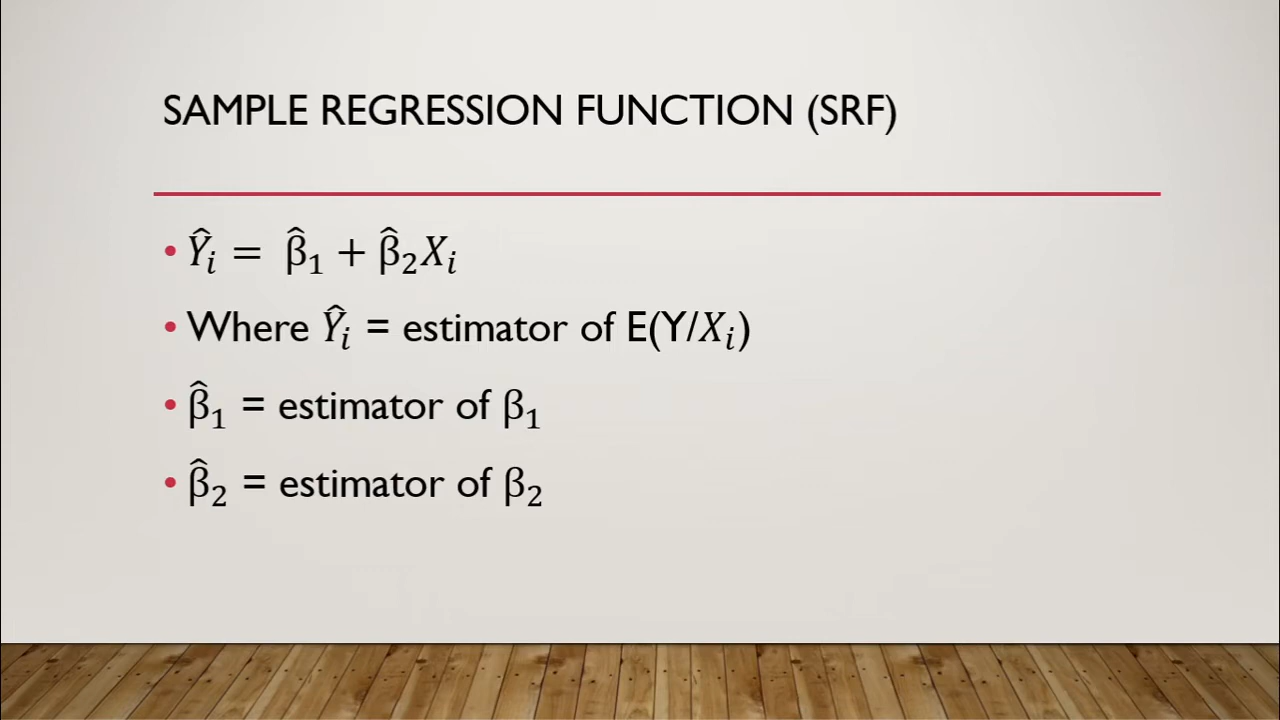 SAMPLE REGRESSION FUNCTION (SRF)
• Ŷᵢ = β̂₁ + β̂₂Xᵢ
• Where Ŷᵢ = estimator of E(Y/Xᵢ)
• β̂₁ = estimator of β₁
• β̂₂ = estimator of β₂